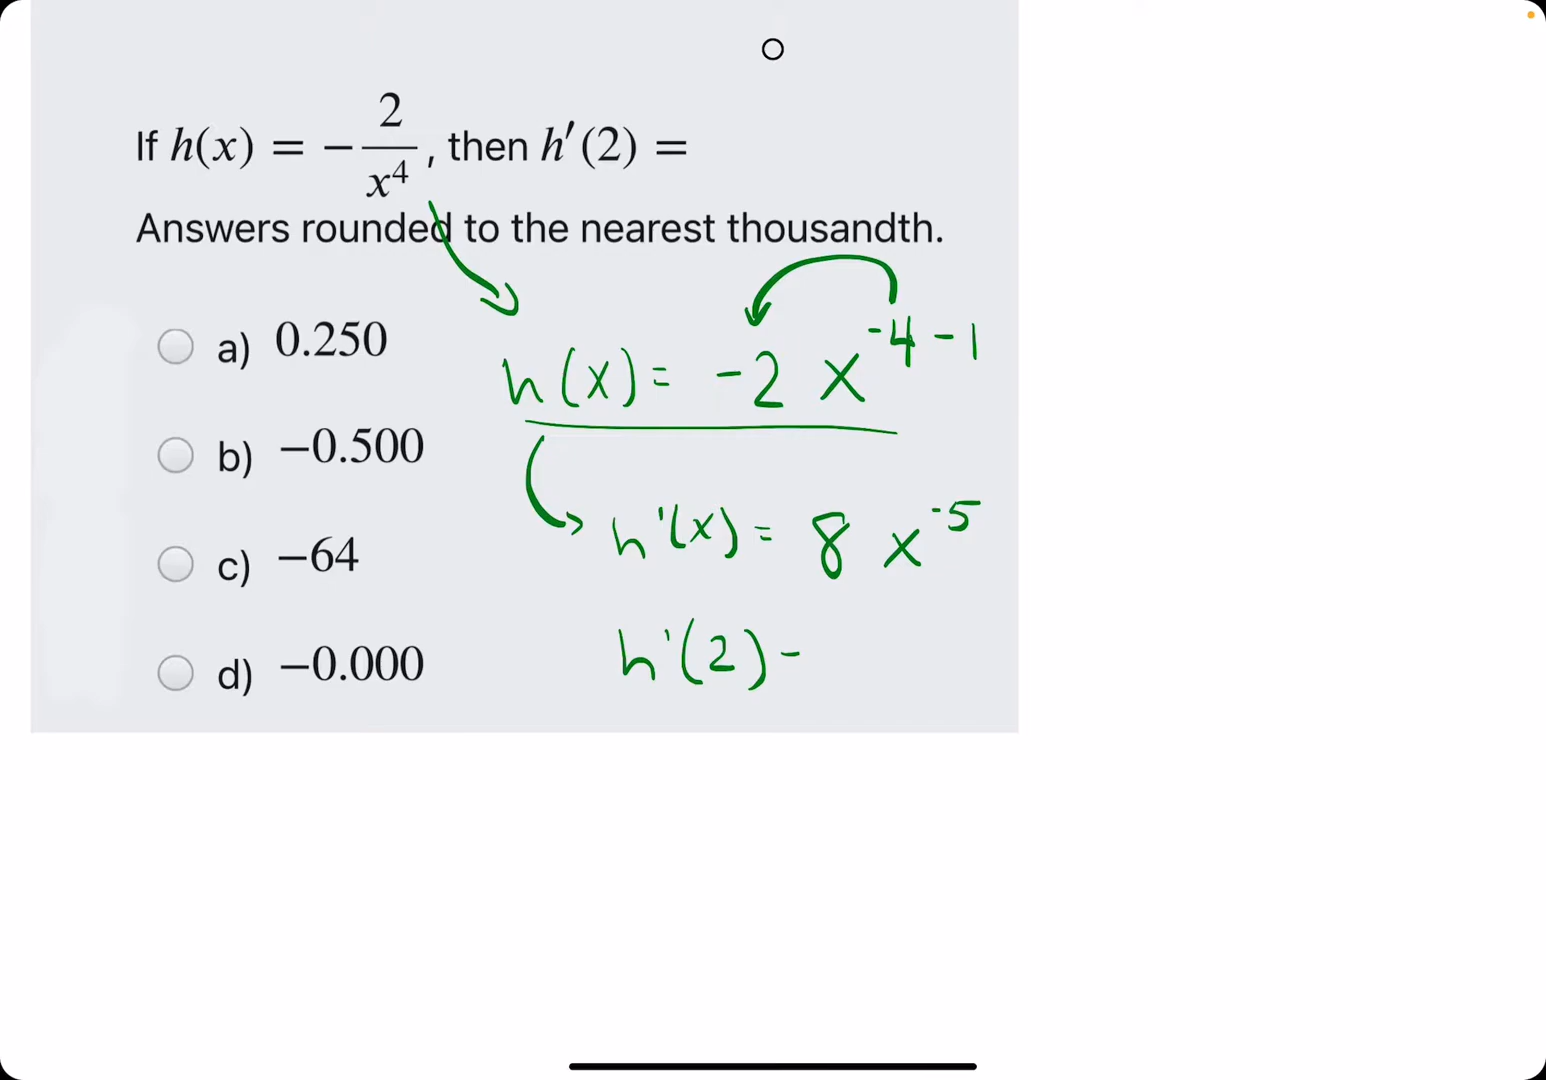 If h(x) = −2/x⁴, then h′(2) =
Answers rounded to the nearest thousandth.
a) 0.250
b) −0.500
c) −64
d) −0.000
h(x) = -2 x^-4 - 1
h'(x) = 8 x^-5
h'(2) -